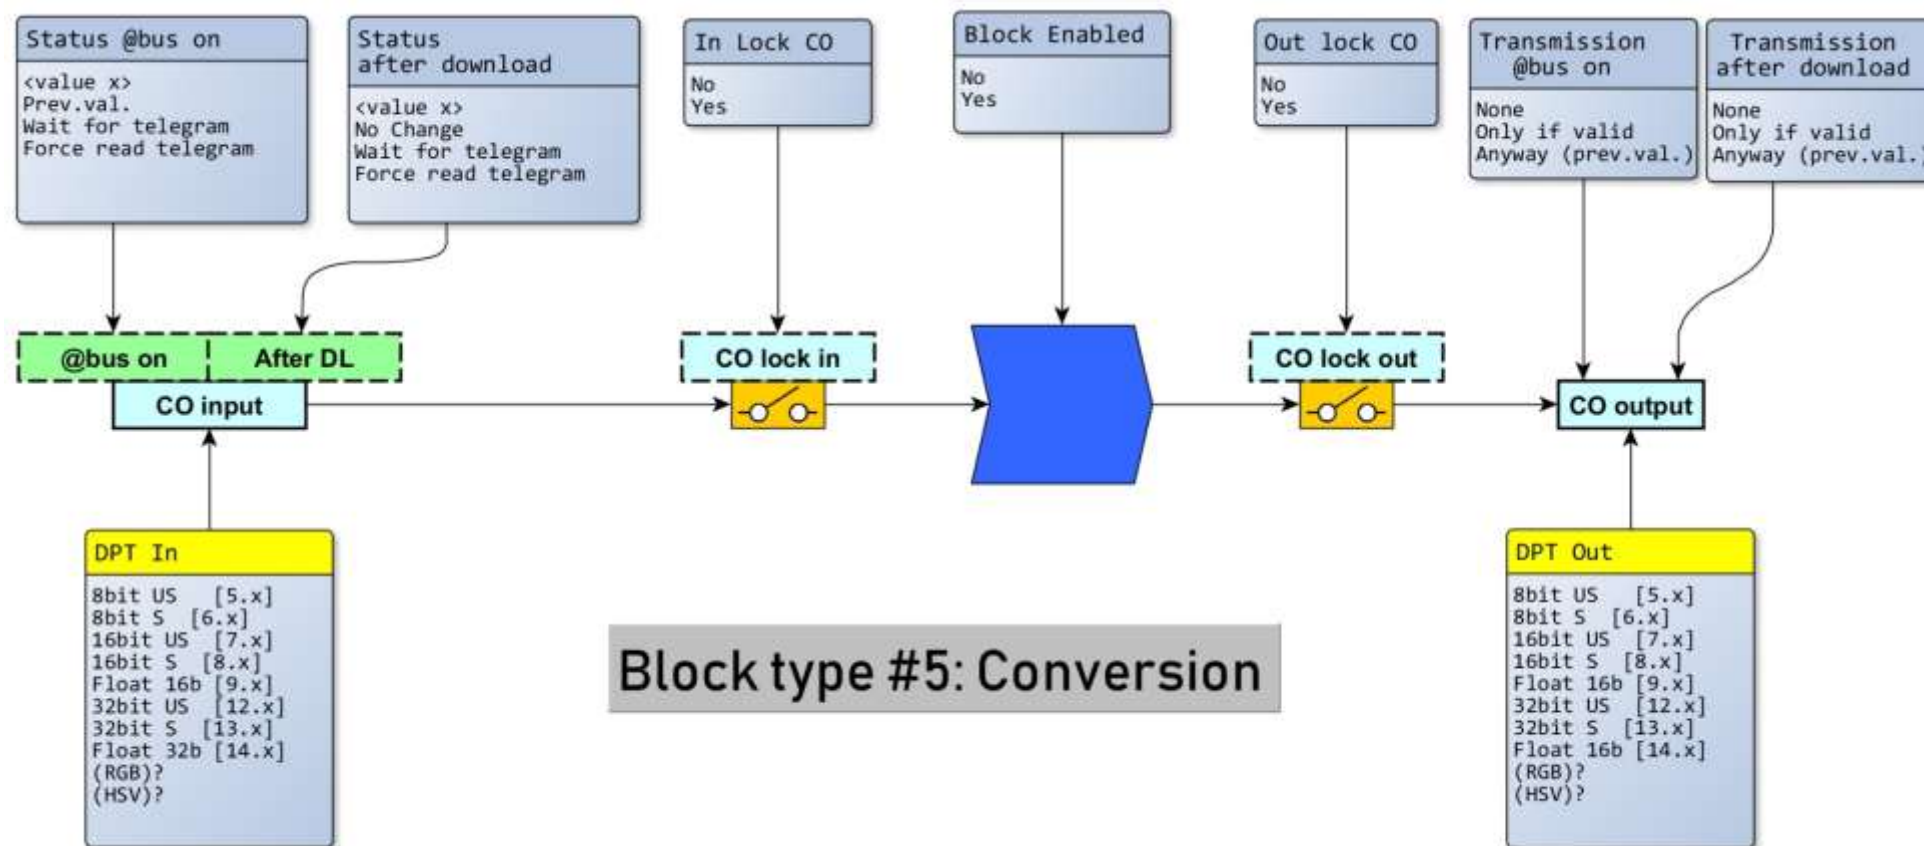 Status @bus on
<value x>
Prev.val.
Wait for telegram
Force read telegram
Status
after download
<value x>
No Change
Wait for telegram
Force read telegram
In Lock CO
No
Yes
Block Enabled
No
Yes
Out lock CO
No
Yes
Transmission
@bus on
None
Only if valid
Anyway (prev.val.)
Transmission
after download
None
Only if valid
Anyway (prev.val.)
@bus on
After DL
CO input
CO lock in
CO lock out
CO output
DPT In
8bit US [5.x]
8bit S [6.x]
16bit US [7.x]
16bit S [8.x]
Float 16b [9.x]
32bit US [12.x]
32bit S [13.x]
Float 32b [14.x]
(RGB)?
(HSV)?
Block type #5: Conversion
DPT Out
8bit US [5.x]
8bit S [6.x]
16bit US [7.x]
16bit S [8.x]
Float 16b [9.x]
32bit US [12.x]
32bit S [13.x]
Float 16b [14.x]
(RGB)?
(HSV)?